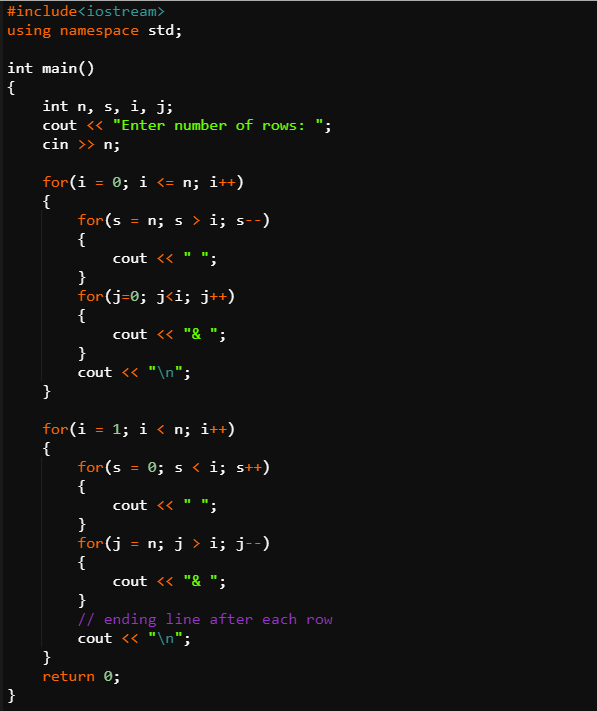 #include<iostream>
using namespace std;

int main()
{
    int n, s, i, j;
    cout << "Enter number of rows: ";
    cin >> n;

    for(i = 0; i <= n; i++)
    {
        for(s = n; s > i; s--)
        {
            cout << " ";
        }
        for(j=0; j<i; j++)
        {
            cout << "& ";
        }
        cout << "\n";
    }

    for(i = 1; i < n; i++)
    {
        for(s = 0; s < i; s++)
        {
            cout << " ";
        }
        for(j = n; j > i; j--)
        {
            cout << "& ";
        }
        // ending line after each row
        cout << "\n";
    }
    return 0;
}